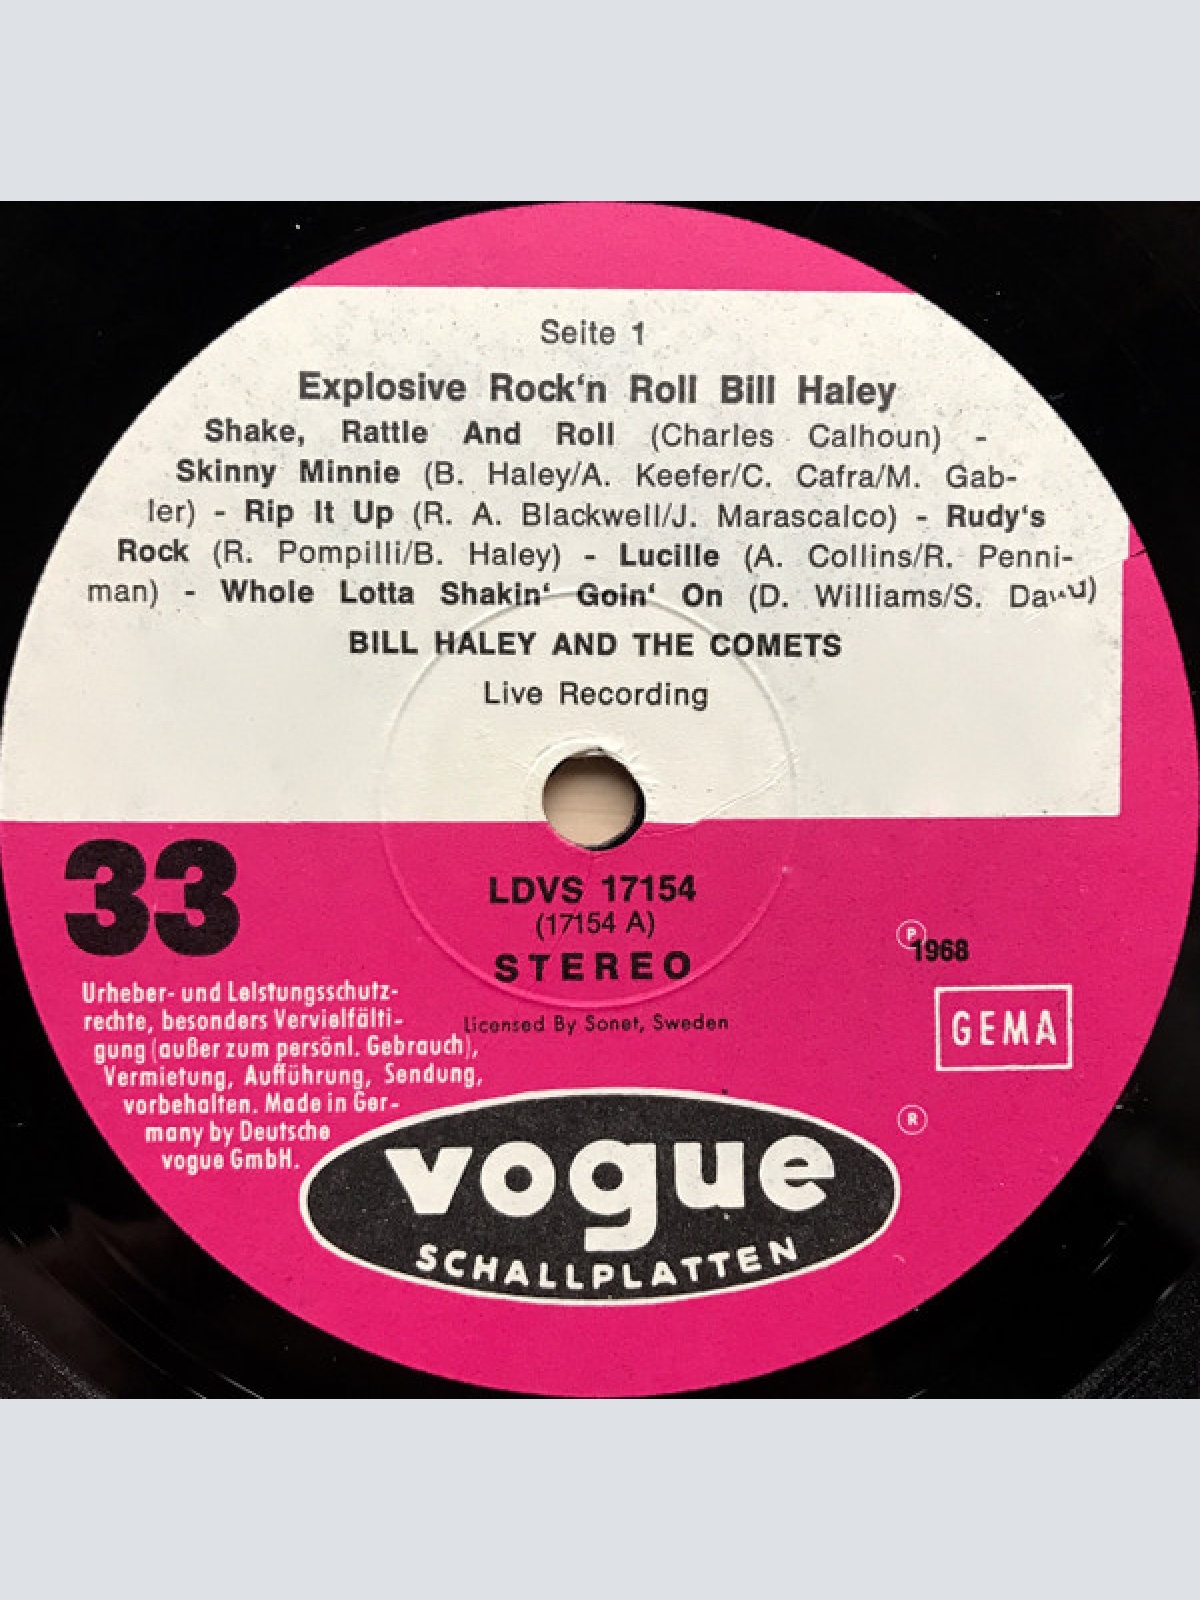 Seite 1
Explosive Rock‘n Roll Bill Haley
Shake, Rattle And Roll (Charles Calhoun) -
Skinny Minnie (B. Haley/A. Keefer/C. Cafra/M. Gab-
ler) - Rip It Up (R. A. Blackwell/J. Marascalco) - Rudy‘s
Rock (R. Pompilli/B. Haley) - Lucille (A. Collins/R. Penni-
man) - Whole Lotta Shakin‘ Goin‘ On (D. Williams/S. David)
BILL HALEY AND THE COMETS
Live Recording
33
LDVS 17154
(17154 A)
STEREO
Ⓟ 1968
Licensed By Sonet, Sweden
GEMA
Urheber- und Leistungsschutz-
rechte, besonders Vervielfälti-
gung (außer zum persönl. Gebrauch),
Vermietung, Aufführung, Sendung,
vorbehalten. Made in Ger-
many by Deutsche
vogue GmbH.
®
vogue
SCHALLPLATTEN